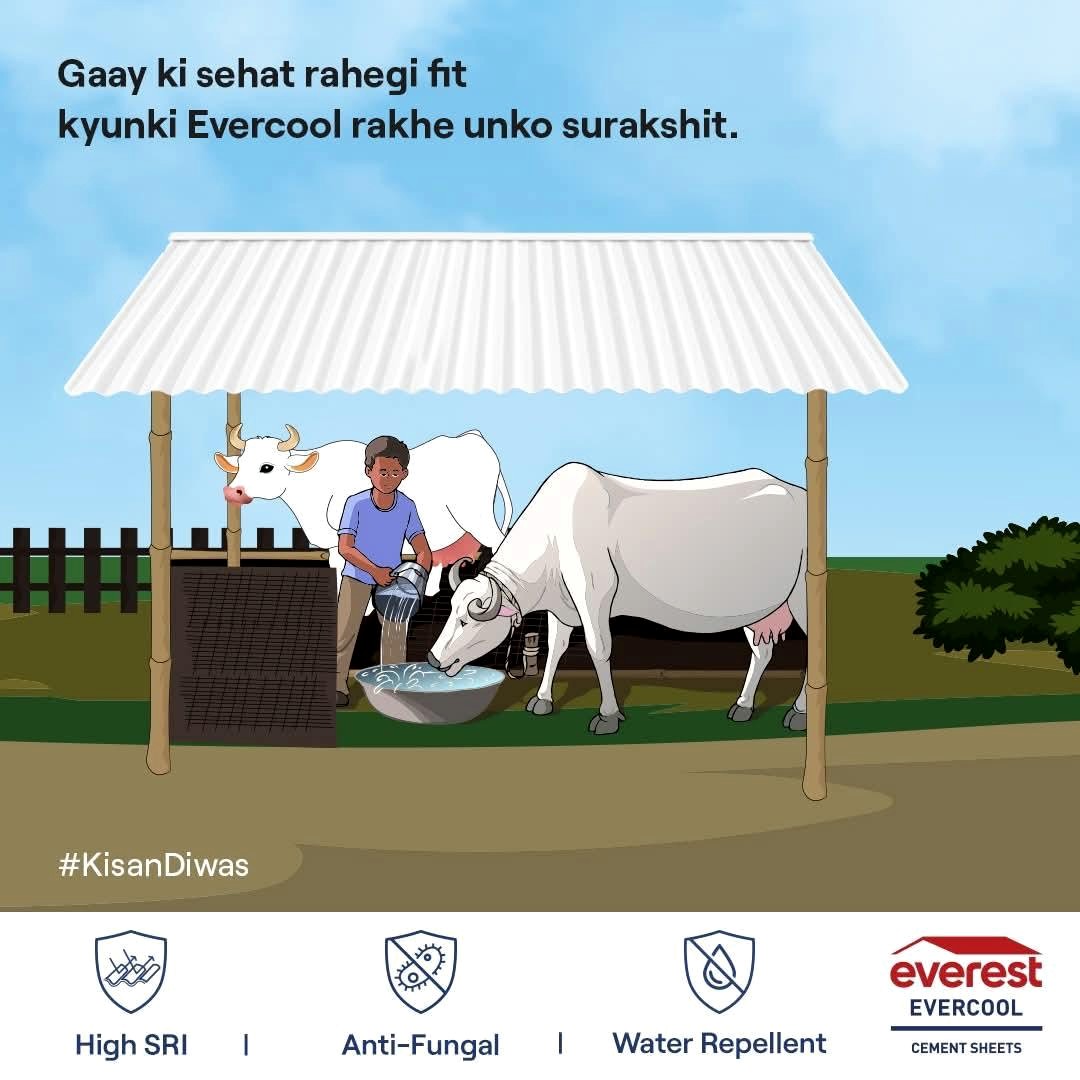 Gaay ki sehat rahegi fit
kyunki Evercool rakhe unko surakshit.
#KisanDiwas
High SRI | Anti-Fungal | Water Repellent
everest
EVERCOOL
CEMENT SHEETS